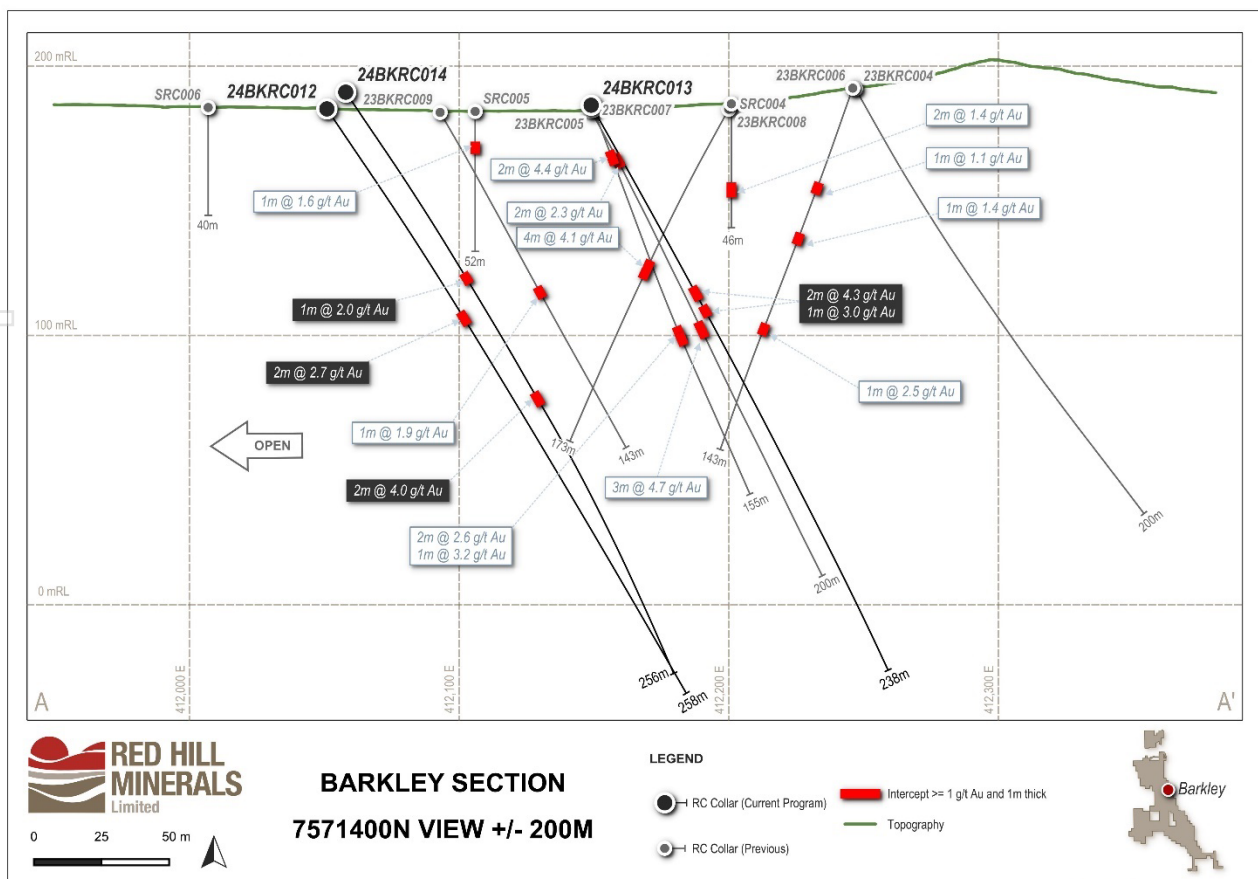 200 mRL
24BKRC014
24BKRC012
SRC006
23BKRC009
SRC005
24BKRC013
23BKRC005
23BKRC007
SRC004
23BKRC008
23BKRC006
23BKRC004
2m @ 1.4 g/t Au
1m @ 1.1 g/t Au
2m @ 4.4 g/t Au
1m @ 1.6 g/t Au
2m @ 2.3 g/t Au
1m @ 1.4 g/t Au
40m
4m @ 4.1 g/t Au
46m
52m
1m @ 2.0 g/t Au
2m @ 4.3 g/t Au
1m @ 3.0 g/t Au
100 mRL
2m @ 2.7 g/t Au
1m @ 2.5 g/t Au
1m @ 1.9 g/t Au
OPEN
173m
143m
143m
2m @ 4.0 g/t Au
3m @ 4.7 g/t Au
155m
200m
2m @ 2.6 g/t Au
1m @ 3.2 g/t Au
200m
0 mRL
256m
258m
238m
A
412,000 E
412,100 E
412,200 E
412,300 E
A'
RED HILL
MINERALS
Limited
0 25 50 m
BARKLEY SECTION
7571400N VIEW +/- 200M
LEGEND
RC Collar (Current Program)
RC Collar (Previous)
Intercept >= 1 g/t Au and 1m thick
Topography
Barkley